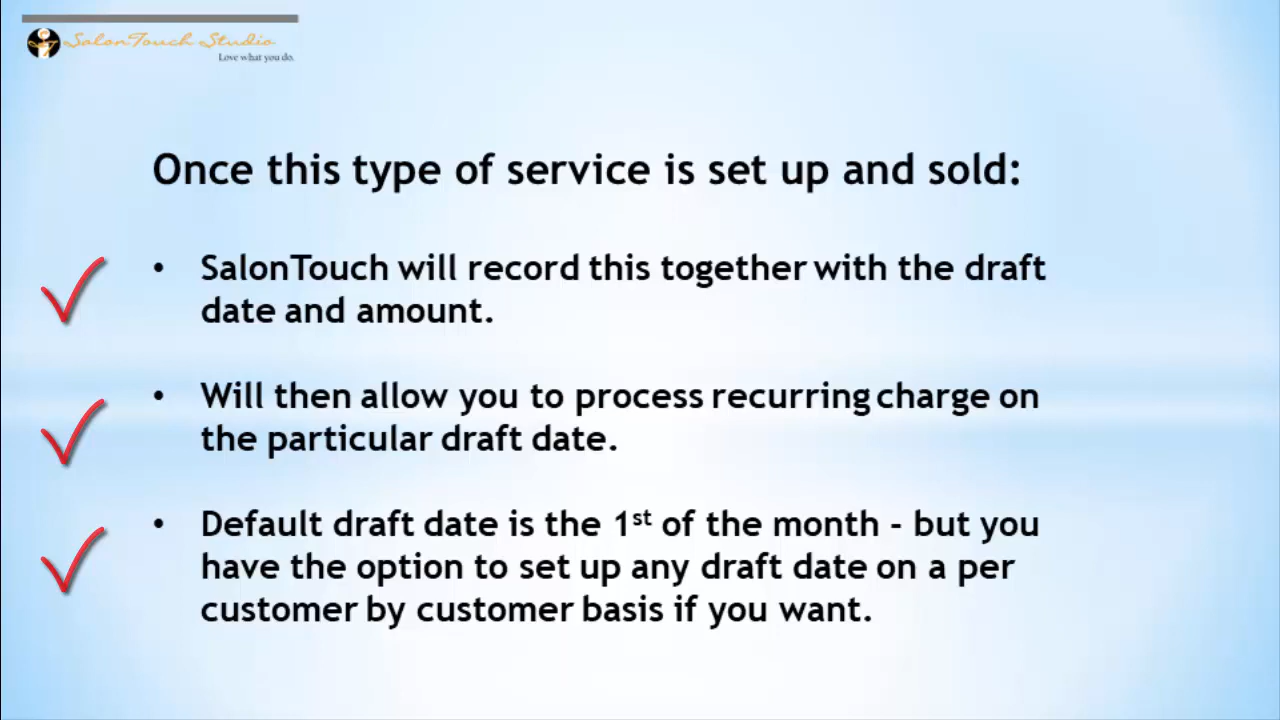 SalonTouch Studio
Love what you do.
Once this type of service is set up and sold:
• SalonTouch will record this together with the draft
date and amount.
• Will then allow you to process recurring charge on
the particular draft date.
• Default draft date is the 1st of the month - but you
have the option to set up any draft date on a per
customer by customer basis if you want.